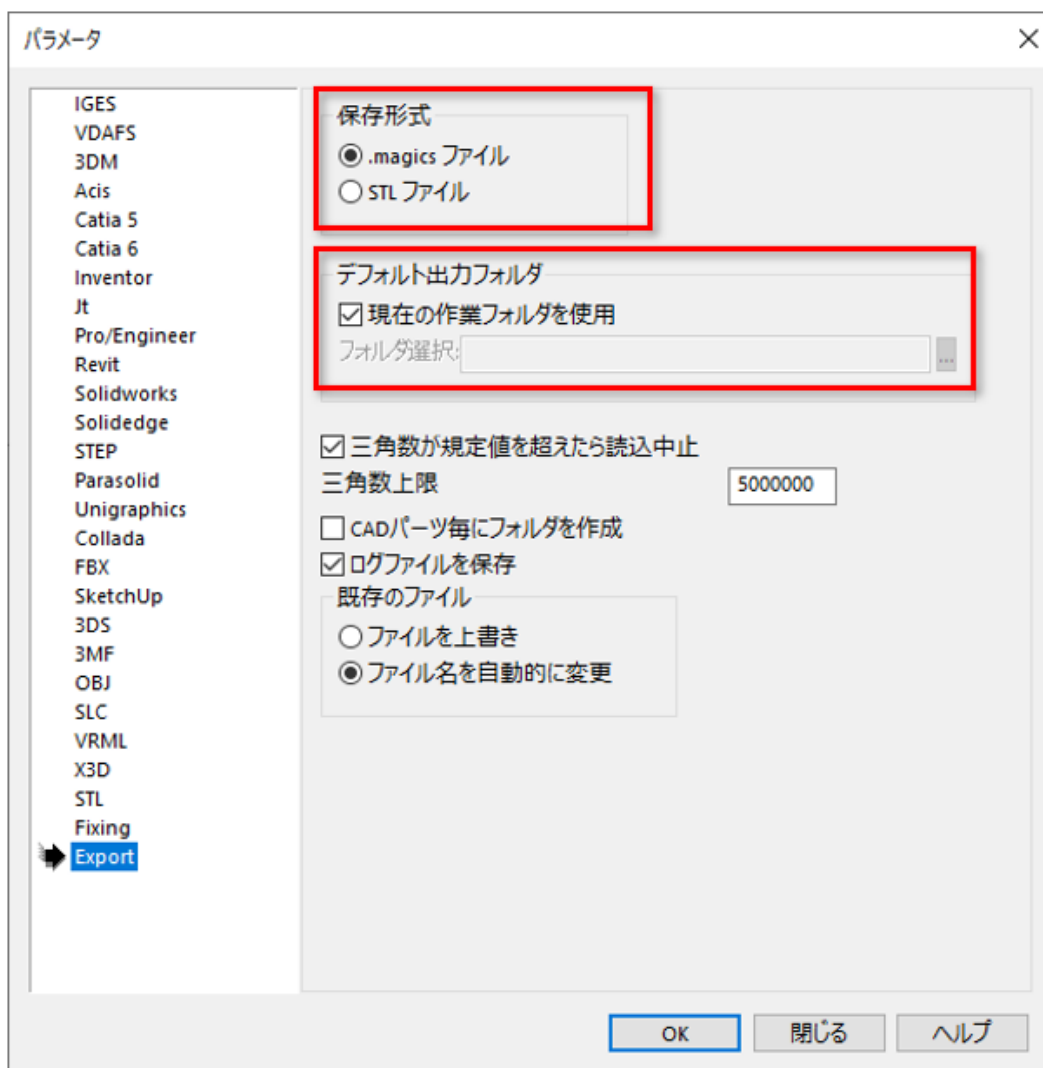 パラメータ
IGES
VDAFS
3DM
Acis
Catia 5
Catia 6
Inventor
Jt
Pro/Engineer
Revit
Solidworks
Solidedge
STEP
Parasolid
Unigraphics
Collada
FBX
SketchUp
3DS
3MF
OBJ
SLC
VRML
X3D
STL
Fixing
Export
保存形式
.magics ファイル
STL ファイル
デフォルト出力フォルダ
現在の作業フォルダを使用
フォルダ選択:
...
三角数が規定値を超えたら読込中止
三角数上限
5000000
CADパーツ毎にフォルダを作成
ログファイルを保存
既存のファイル
ファイルを上書き
ファイル名を自動的に変更
OK
閉じる
ヘルプ